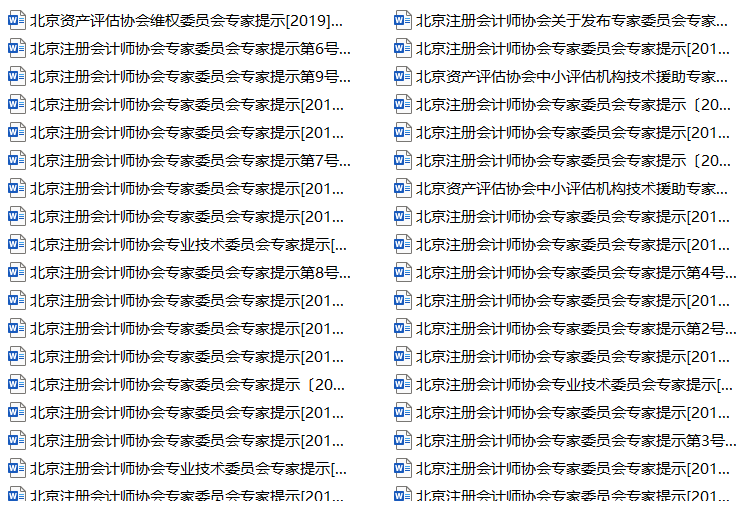 北京资产评估协会维权委员会专家提示[2019]...
北京注册会计师协会专家委员会专家提示第6号...
北京注册会计师协会专家委员会专家提示第9号...
北京注册会计师协会专家委员会专家提示[201...
北京注册会计师协会专家委员会专家提示[201...
北京注册会计师协会专家委员会专家提示第7号...
北京注册会计师协会专家委员会专家提示[201...
北京注册会计师协会专家委员会专家提示[201...
北京注册会计师协会专业技术委员会专家提示[...
北京注册会计师协会专家委员会专家提示第8号...
北京注册会计师协会专家委员会专家提示[201...
北京注册会计师协会专家委员会专家提示[201...
北京注册会计师协会专家委员会专家提示[201...
北京注册会计师协会专家委员会专家提示〔20...
北京注册会计师协会专家委员会专家提示[201...
北京注册会计师协会专家委员会专家提示[201...
北京注册会计师协会专业技术委员会专家提示[...
北京注册会计师协会专家委员会专家提示[201...
北京注册会计师协会关于发布专家委员会专家...
北京注册会计师协会专家委员会专家提示[201...
北京资产评估协会中小评估机构技术援助专家...
北京注册会计师协会专家委员会专家提示〔20...
北京注册会计师协会专家委员会专家提示[201...
北京注册会计师协会专家委员会专家提示〔20...
北京资产评估协会中小评估机构技术援助专家...
北京注册会计师协会专家委员会专家提示[201...
北京注册会计师协会专家委员会专家提示[201...
北京注册会计师协会专家委员会专家提示第4号...
北京注册会计师协会专家委员会专家提示[201...
北京注册会计师协会专家委员会专家提示第2号...
北京注册会计师协会专家委员会专家提示[201...
北京注册会计师协会专业技术委员会专家提示[...
北京注册会计师协会专家委员会专家提示[201...
北京注册会计师协会专家委员会专家提示第3号...
北京注册会计师协会专家委员会专家提示[201...
北京注册会计师协会专家委员会专家提示[201...